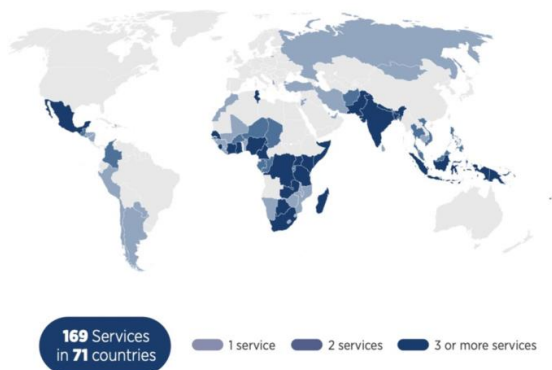 169 Services
in 71 countries
1 service
2 services
3 or more services